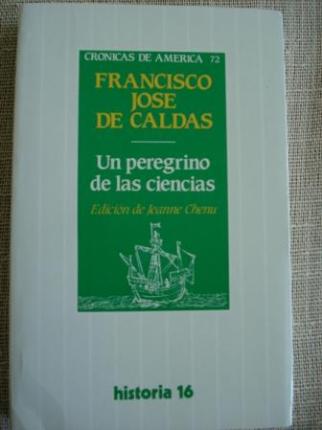 CRONICAS DE AMERICA 72
FRANCISCO
JOSE
DE CALDAS
Un peregrino
de las ciencias
Edición de Jeanne Chenu
historia 16